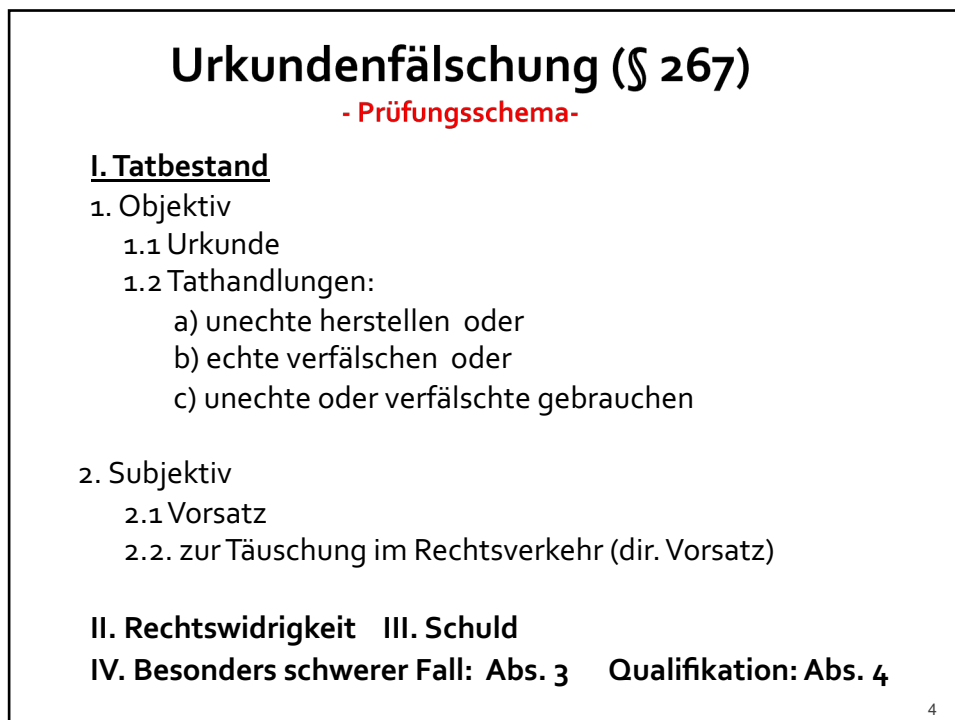 Urkundenfälschung (§ 267)
- Prüfungsschema-
I. Tatbestand
1. Objektiv
1.1 Urkunde
1.2 Tathandlungen:
a) unechte herstellen oder
b) echte verfälschen oder
c) unechte oder verfälschte gebrauchen
2. Subjektiv
2.1 Vorsatz
2.2. zur Täuschung im Rechtsverkehr (dir. Vorsatz)
II. Rechtswidrigkeit III. Schuld
IV. Besonders schwerer Fall: Abs. 3 Qualifikation: Abs. 4
4